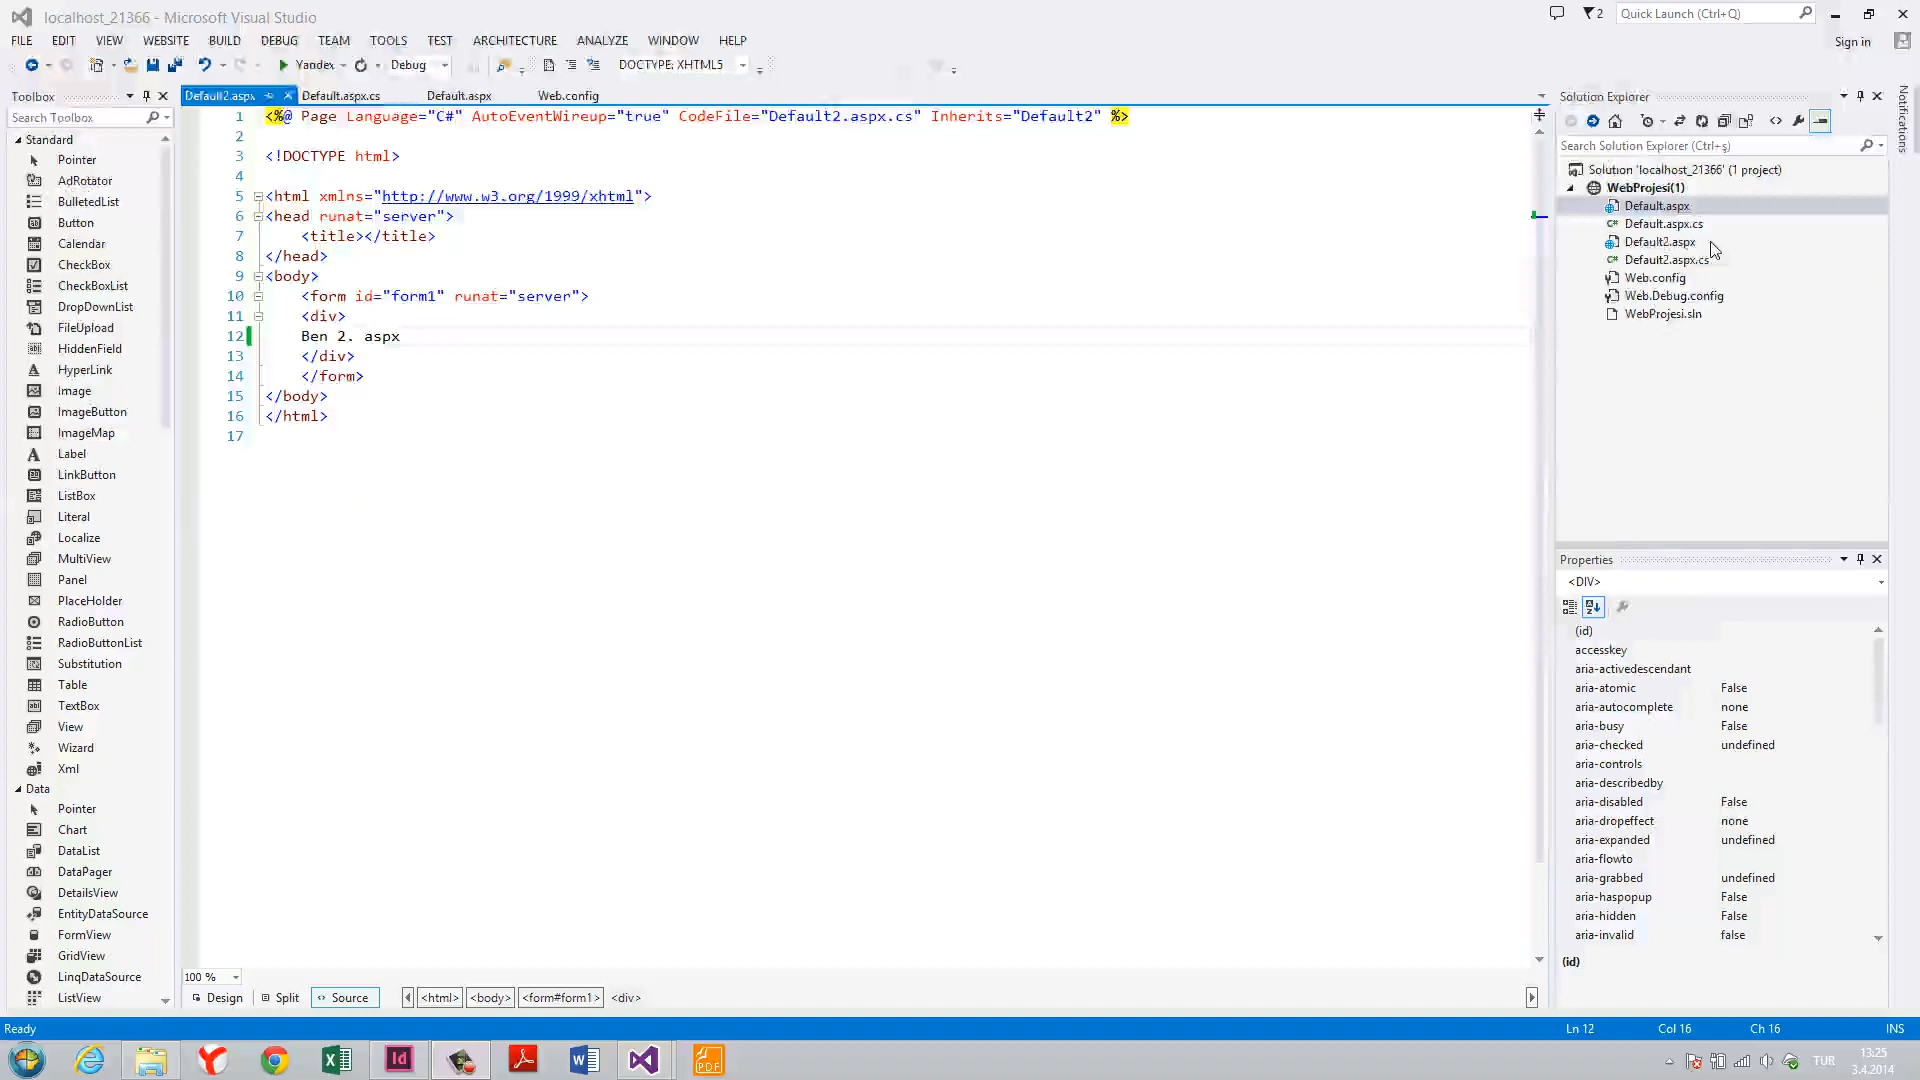 localhost_21366 - Microsoft Visual Studio
2
Quick Launch (Ctrl+Q)
FILE EDIT VIEW WEBSITE BUILD DEBUG TEAM TOOLS TEST ARCHITECTURE ANALYZE WINDOW HELP
Sign in
Yandex
Debug
DOCTYPE: XHTML5
Toolbox
Search Toolbox
Standard
Pointer
AdRotator
BulletedList
Button
Calendar
CheckBox
CheckBoxList
DropDownList
FileUpload
HiddenField
HyperLink
Image
ImageButton
ImageMap
Label
LinkButton
ListBox
Literal
Localize
MultiView
Panel
PlaceHolder
RadioButton
RadioButtonList
Substitution
Table
TextBox
View
Wizard
Xml
Data
Pointer
Chart
DataList
DataPager
DetailsView
EntityDataSource
FormView
GridView
LinqDataSource
ListView
Default2.aspx Default.aspx.cs Default.aspx Web.config
1 <%@ Page Language="C#" AutoEventWireup="true" CodeFile="Default2.aspx.cs" Inherits="Default2" %>
2
3 <!DOCTYPE html>
4
5 <html xmlns="http://www.w3.org/1999/xhtml">
6 <head runat="server">
7 <title></title>
8 </head>
9 <body>
10 <form id="form1" runat="server">
11 <div>
12 Ben 2. aspx
13 </div>
14 </form>
15 </body>
16 </html>
17
100 %
Design Split Source <html> <body> <form#form1> <div>
Solution Explorer
Search Solution Explorer (Ctrl+ş)
Solution 'localhost_21366' (1 project)
WebProjesi(1)
Default.aspx
Default.aspx.cs
Default2.aspx
Default2.aspx.cs
Web.config
Web.Debug.config
WebProjesi.sln
Notifications
Properties
<DIV>
(id)
accesskey
aria-activedescendant
aria-atomic False
aria-autocomplete none
aria-busy False
aria-checked undefined
aria-controls
aria-describedby
aria-disabled False
aria-dropeffect none
aria-expanded undefined
aria-flowto
aria-grabbed undefined
aria-haspopup False
aria-hidden False
aria-invalid false
(id)
Ready
Ln 12 Col 16 Ch 16 INS
Id
PDF
TUR
13:25
3.4.2014